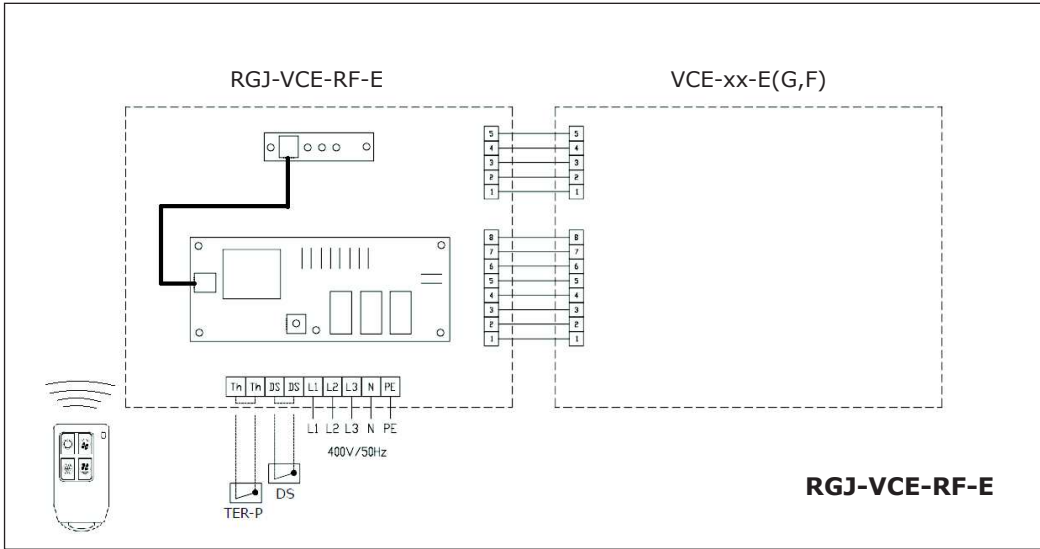 RGJ-VCE-RF-E
VCE-xx-E(G,F)
5 5
4 4
3 3
2 2
1 1
8 8
7 7
6 6
5 5
4 4
3 3
2 2
1 1
Th Th DS DS L1 L2 L3 N PE
L1 L2 L3 N PE
400V/50Hz
DS
TER-P
RGJ-VCE-RF-E